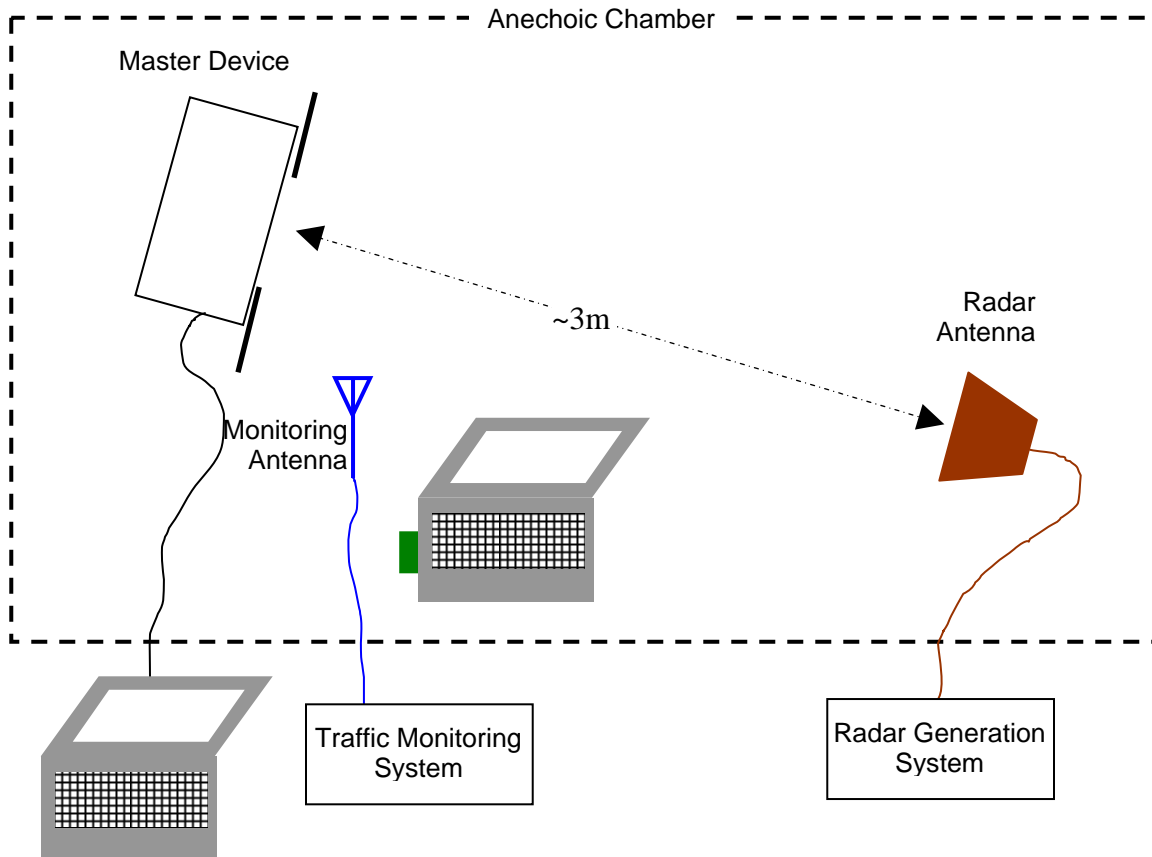 Anechoic Chamber
Master Device
~3m
Radar
Antenna
Monitoring
Antenna
Traffic Monitoring
System
Radar Generation
System